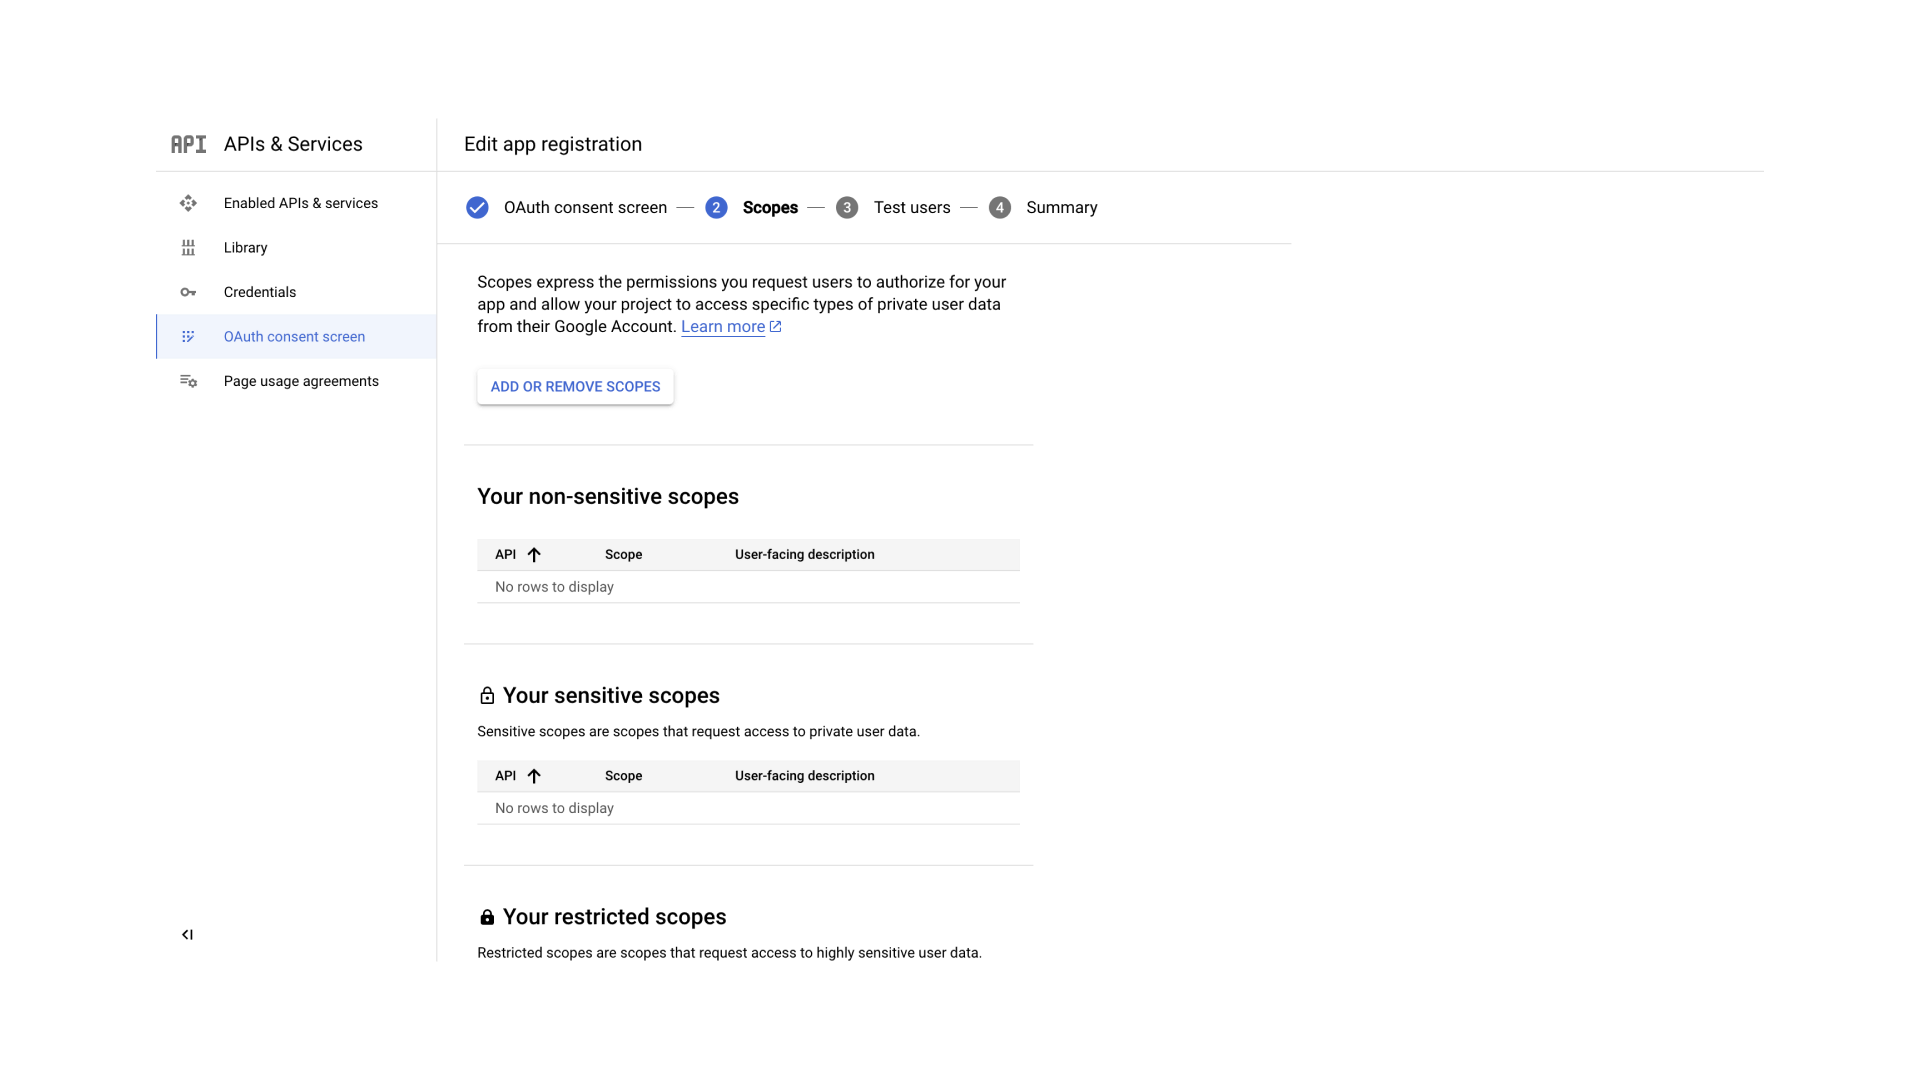 API APIs & Services
Edit app registration
Enabled APIs & services
Library
Credentials
OAuth consent screen
Page usage agreements
OAuth consent screen — 2 Scopes — 3 Test users — 4 Summary
Scopes express the permissions you request users to authorize for your
app and allow your project to access specific types of private user data
from their Google Account. Learn more
ADD OR REMOVE SCOPES
Your non-sensitive scopes
API Scope User-facing description
No rows to display
Your sensitive scopes
Sensitive scopes are scopes that request access to private user data.
API Scope User-facing description
No rows to display
Your restricted scopes
Restricted scopes are scopes that request access to highly sensitive user data.